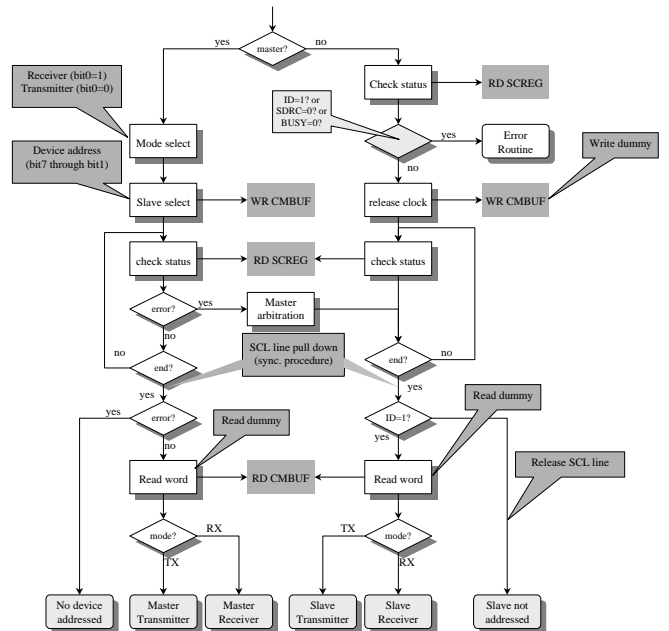 yes
master?
no
Receiver (bit0=1)
Transmitter (bit0=0)
Check status
RD SCREG
ID=1? or
SDRC=0? or
BUSY=0?
Mode select
yes
Error
Routine
Write dummy
Device address
(bit7 through bit1)
no
Slave select
WR CMBUF
release clock
WR CMBUF
check status
RD SCREG
check status
error?
yes
Master
arbitration
no
no
SCL line pull down
(sync. procedure)
end?
end?
no
yes
yes
yes
error?
Read dummy
ID=1?
Read dummy
no
yes
Release SCL line
Read word
RD CMBUF
Read word
mode?
RX
TX
mode?
TX
RX
No device
addressed
Master
Transmitter
Master
Receiver
Slave
Transmitter
Slave
Receiver
Slave not
addressed